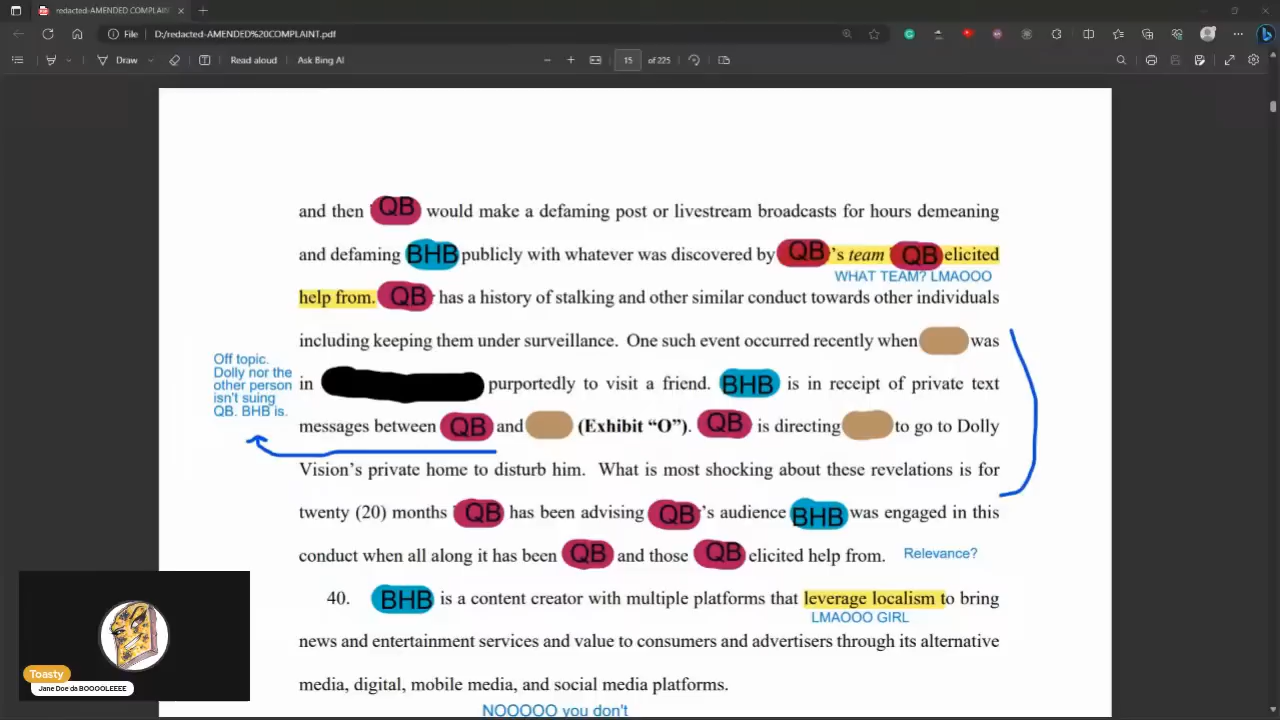 redacted-AMENDED COMPLAINT.p
File D:/redacted-AMENDED%20COMPLAINT.pdf
Draw Read aloud Ask Bing AI 15 of 225
and then QB would make a defaming post or livestream broadcasts for hours demeaning
and defaming BHB publicly with whatever was discovered by QB's team QB elicited
WHAT TEAM? LMAOOO
help from. QB has a history of stalking and other similar conduct towards other individuals
including keeping them under surveillance. One such event occurred recently when was
in purportedly to visit a friend. BHB is in receipt of private text
messages between QB and (Exhibit “O”). QB is directing to go to Dolly
Vision’s private home to disturb him. What is most shocking about these revelations is for
twenty (20) months QB has been advising QB's audience BHB was engaged in this
conduct when all along it has been QB and those QB elicited help from. Relevance?
Off topic.
Dolly nor the
other person
isn't suing
QB. BHB is.
40. BHB is a content creator with multiple platforms that leverage localism to bring
LMAOOO GIRL
news and entertainment services and value to consumers and advertisers through its alternative
media, digital, mobile media, and social media platforms.
NOOOOO you don't
Toasty
Jane Doe da BOOOOLEEEE